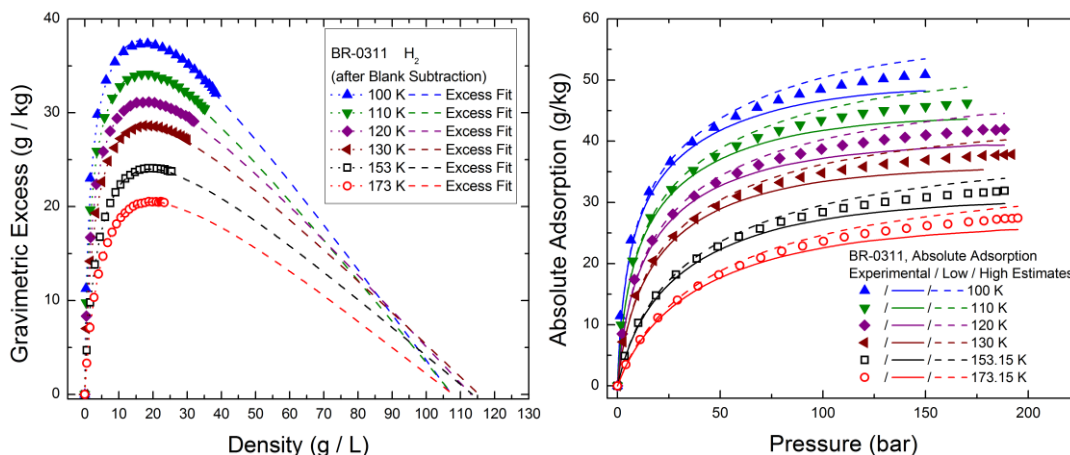 40
30
20
10
0
Gravimetric Excess (g / kg)
BR-0311 H2
(after Blank Subtraction)
100 K Excess Fit
110 K Excess Fit
120 K Excess Fit
130 K Excess Fit
153 K Excess Fit
173 K Excess Fit
0 10 20 30 40 50 60 70 80 90 100 110 120 130
Density (g / L)
60
50
40
30
20
10
0
Absolute Adsorption (g/kg)
BR-0311, Absolute Adsorption
Experimental / Low / High Estimates
/ / 100 K
/ / 110 K
/ / 120 K
/ / 130 K
/ / 153.15 K
/ / 173.15 K
0 50 100 150 200
Pressure (bar)